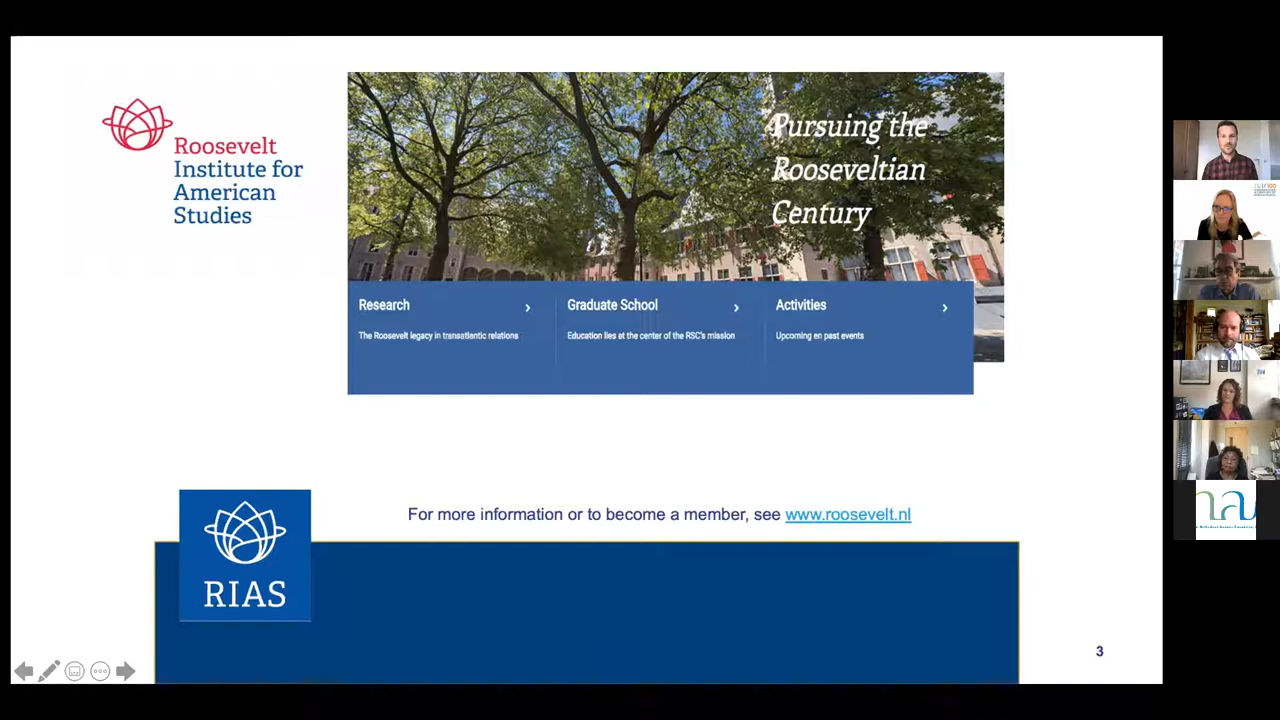 Roosevelt
Institute for
American
Studies
Pursuing the
Rooseveltian
Century
Research
The Roosevelt legacy in transatlantic relations
Graduate School
Education lies at the center of the RSC's mission
Activities
Upcoming en past events
For more information or to become a member, see www.roosevelt.nl
RIAS
3